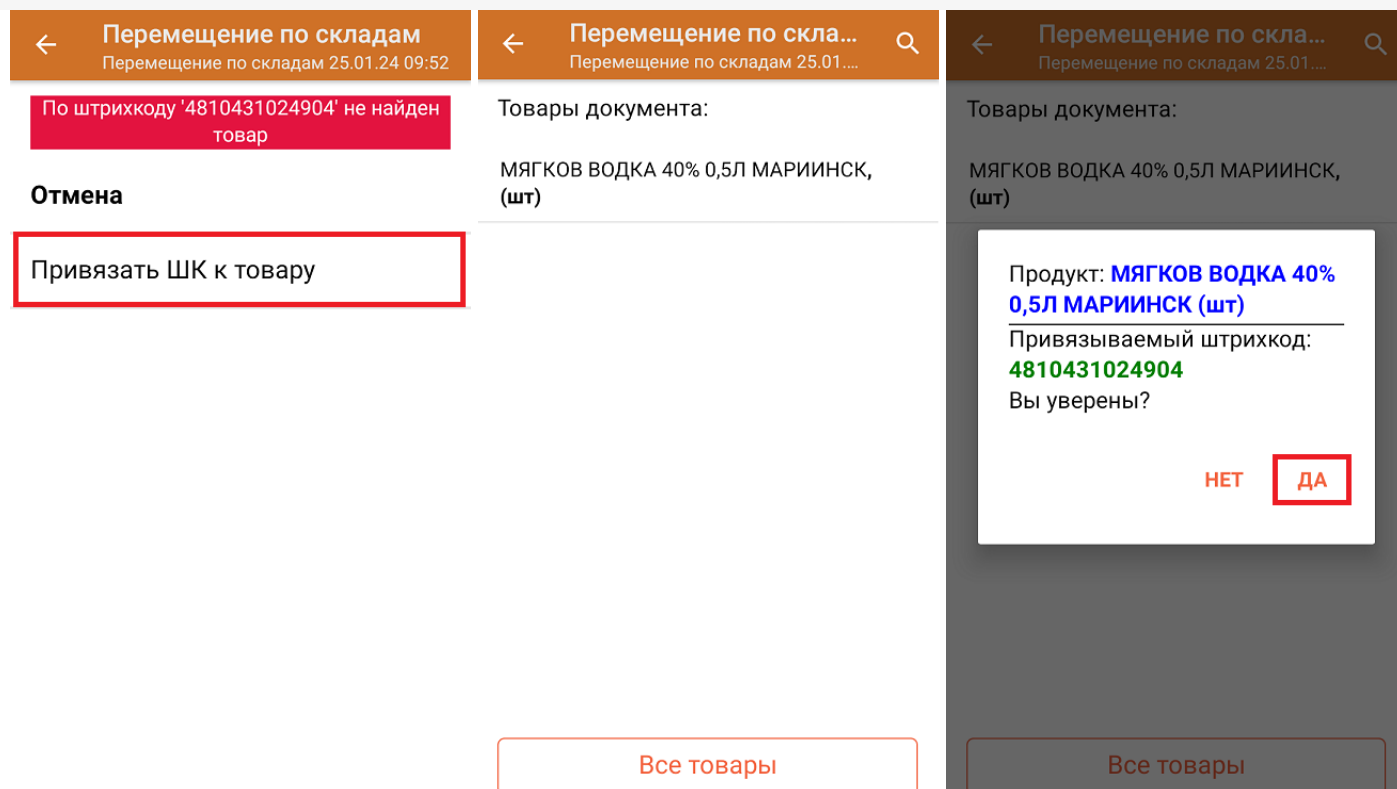 Перемещение по складам
Перемещение по складам 25.01.24 09:52
По штрихкоду '4810431024904' не найден
товар
Отмена
Привязать ШК к товару
Перемещение по скла...
Перемещение по складам 25.01....
Товары документа:
МЯГКОВ ВОДКА 40% 0,5Л МАРИИНСК,
(шт)
Все товары
Перемещение по скла...
Перемещение по складам 25.01....
Товары документа:
МЯГКОВ ВОДКА 40% 0,5Л МАРИИНСК,
(шт)
Продукт: МЯГКОВ ВОДКА 40%
0,5Л МАРИИНСК (шт)
Привязываемый штрихкод:
4810431024904
Вы уверены?
НЕТ ДА
Все товары